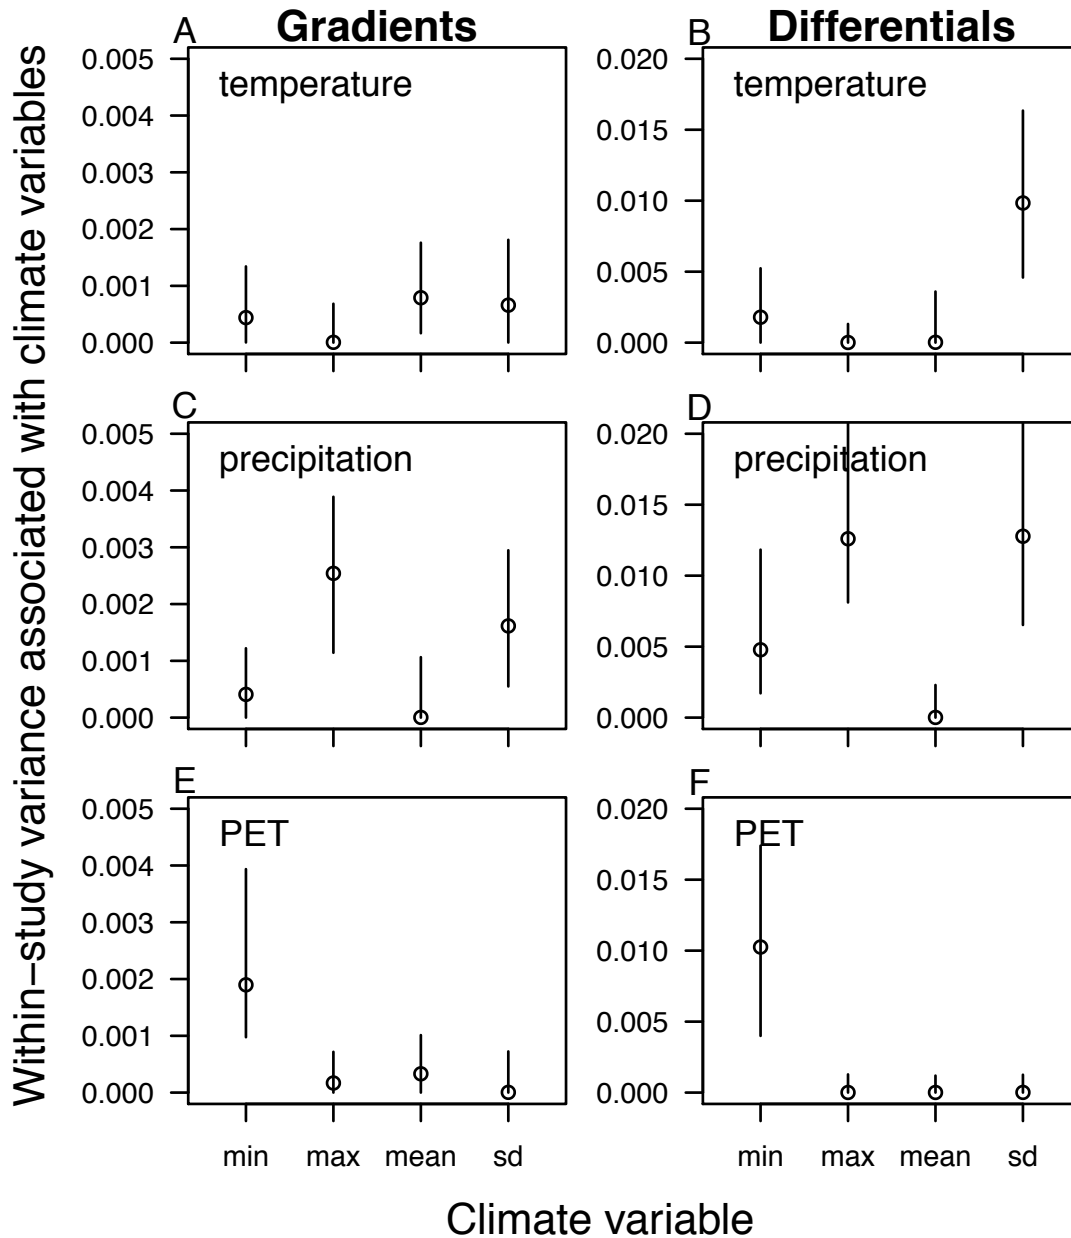 Gradients
Differentials
Within−study variance associated with climate variables
A
temperature
0.005
0.004
0.003
0.002
0.001
0.000
B
temperature
0.020
0.015
0.010
0.005
0.000
C
precipitation
0.005
0.004
0.003
0.002
0.001
0.000
D
precipitation
0.020
0.015
0.010
0.005
0.000
E
PET
0.005
0.004
0.003
0.002
0.001
0.000
min max mean sd
F
PET
0.020
0.015
0.010
0.005
0.000
min max mean sd
Climate variable